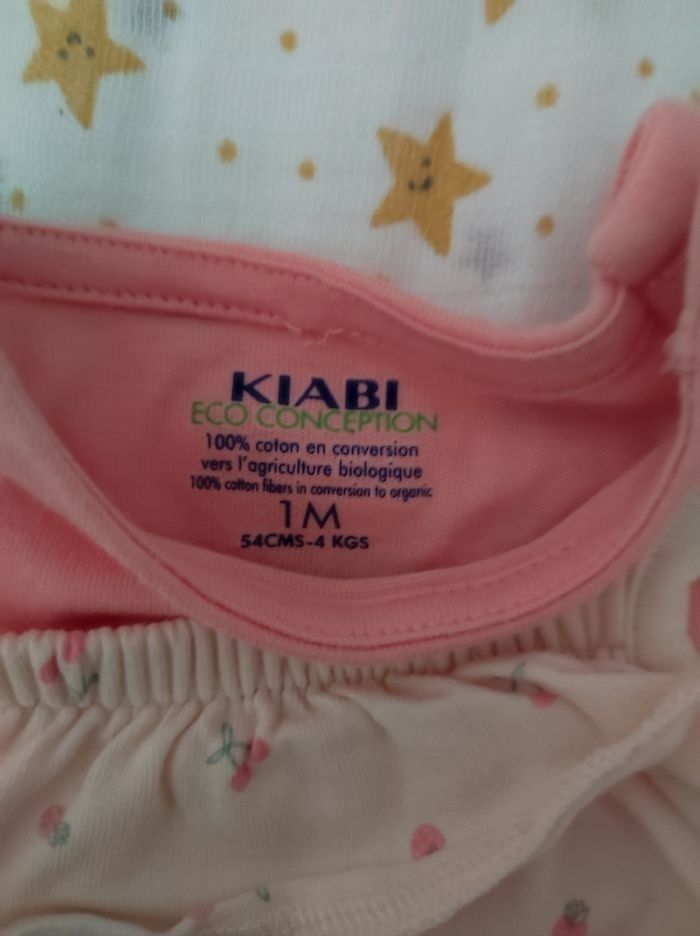 KIABI
ECO CONCEPTION
100% coton en conversion
vers l'agriculture biologique
100% cotton fibers in conversion to organic
1M
54CMS-4 KGS